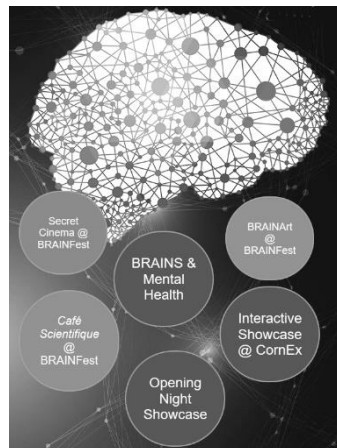 Secret
Cinema @
BRAINFest
BRAINS &
Mental
Health
BRAINArt
@
BRAINFest
Café
Scientifique
@
BRAINFest
Interactive
Showcase
@ CornEx
Opening
Night
Showcase